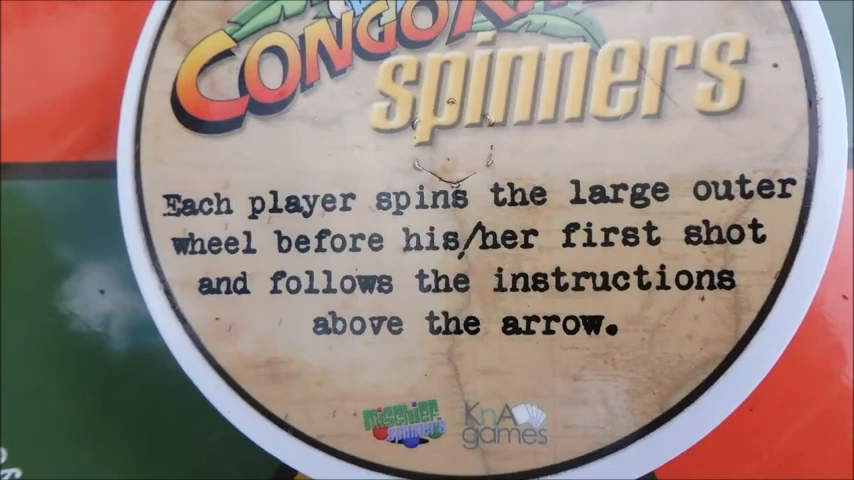 CONGO
spinners
Each player spins the large outer
wheel before his/her first shot
and follows the instructions
above the arrow.
mischief spinners
KnA games